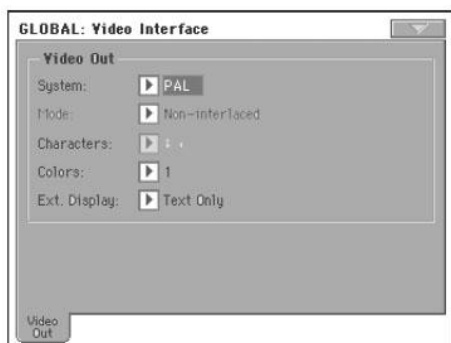 GLOBAL: Video Interface
Video Out
System: PAL
Mode: Non-interlaced
Characters:
Colors: 1
Ext. Display: Text Only
Video
Out